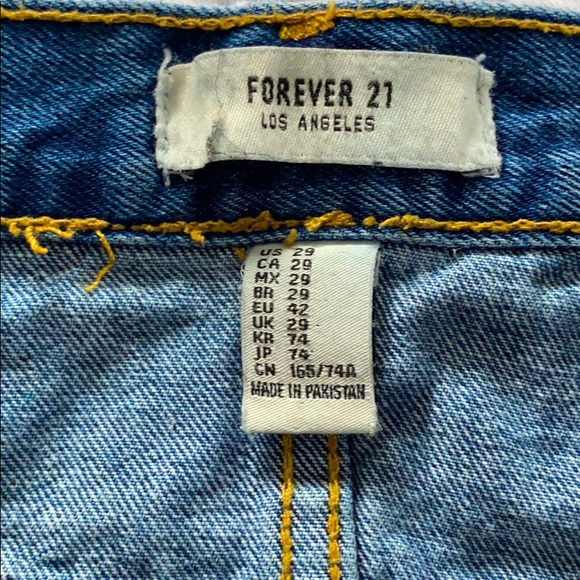 FOREVER 21
LOS ANGELES
US 29
CA 29
MX 29
BR 29
EU 42
UK 29
KR 74
JP 74
CN 165/74A
MADE IN PAKISTAN